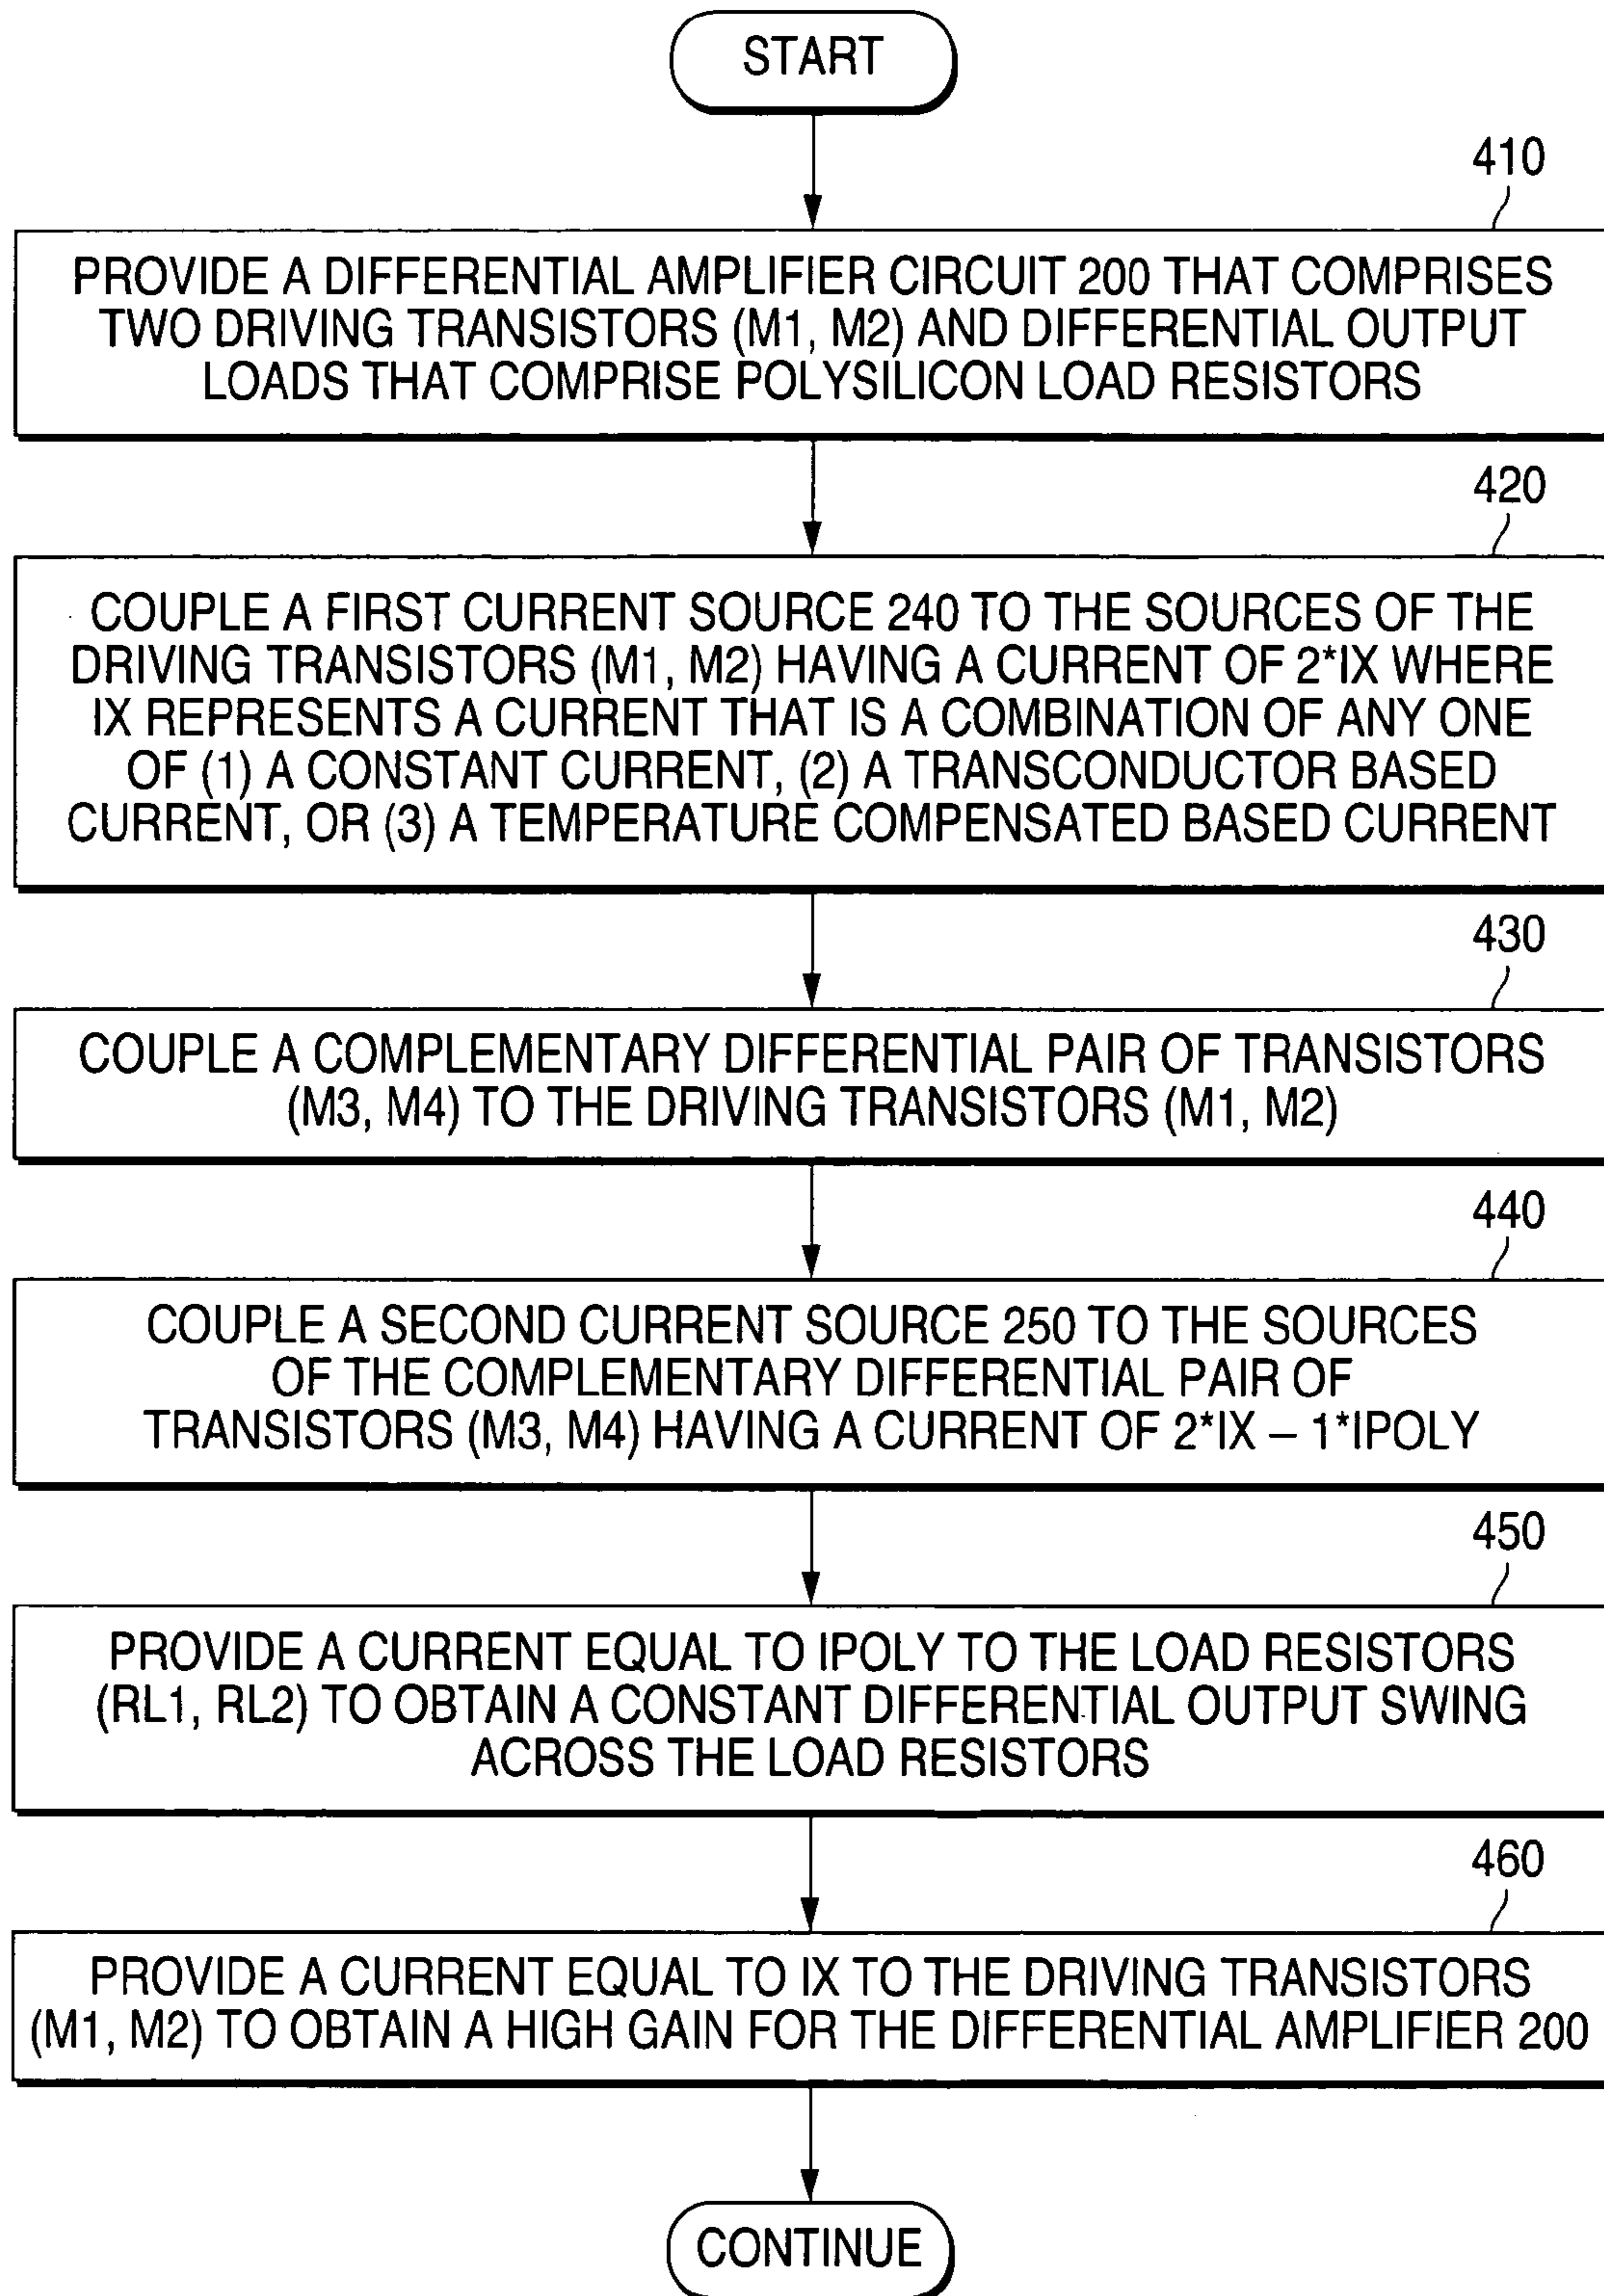 START
410
PROVIDE A DIFFERENTIAL AMPLIFIER CIRCUIT 200 THAT COMPRISES
TWO DRIVING TRANSISTORS (M1, M2) AND DIFFERENTIAL OUTPUT
LOADS THAT COMPRISE POLYSILICON LOAD RESISTORS
420
COUPLE A FIRST CURRENT SOURCE 240 TO THE SOURCES OF THE
DRIVING TRANSISTORS (M1, M2) HAVING A CURRENT OF 2*IX WHERE
IX REPRESENTS A CURRENT THAT IS A COMBINATION OF ANY ONE
OF (1) A CONSTANT CURRENT, (2) A TRANSCONDUCTOR BASED
CURRENT, OR (3) A TEMPERATURE COMPENSATED BASED CURRENT
430
COUPLE A COMPLEMENTARY DIFFERENTIAL PAIR OF TRANSISTORS
(M3, M4) TO THE DRIVING TRANSISTORS (M1, M2)
440
COUPLE A SECOND CURRENT SOURCE 250 TO THE SOURCES
OF THE COMPLEMENTARY DIFFERENTIAL PAIR OF
TRANSISTORS (M3, M4) HAVING A CURRENT OF 2*IX – 1*IPOLY
450
PROVIDE A CURRENT EQUAL TO IPOLY TO THE LOAD RESISTORS
(RL1, RL2) TO OBTAIN A CONSTANT DIFFERENTIAL OUTPUT SWING
ACROSS THE LOAD RESISTORS
460
PROVIDE A CURRENT EQUAL TO IX TO THE DRIVING TRANSISTORS
(M1, M2) TO OBTAIN A HIGH GAIN FOR THE DIFFERENTIAL AMPLIFIER 200
CONTINUE